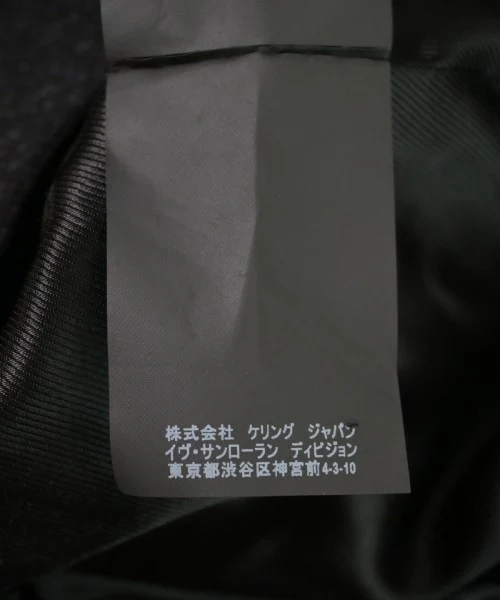 株式会社 ケリング ジャパン
イヴ・サンローラン ディビジョン
東京都渋谷区神宮前4-3-10